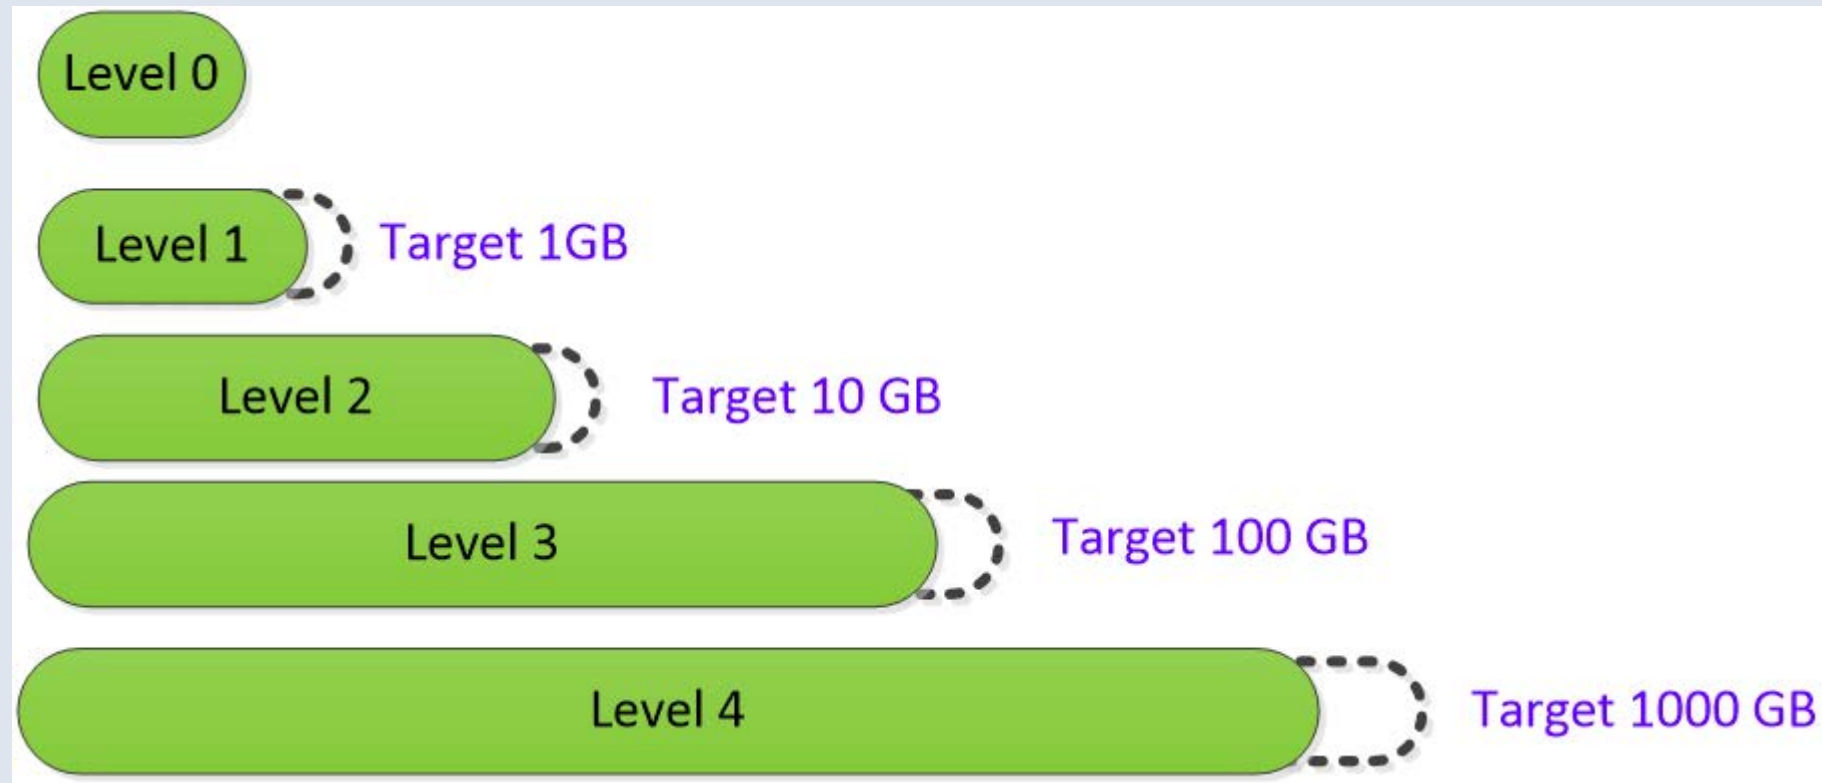 Level 0
Level 1 Target 1GB
Level 2 Target 10 GB
Level 3 Target 100 GB
Level 4 Target 1000 GB